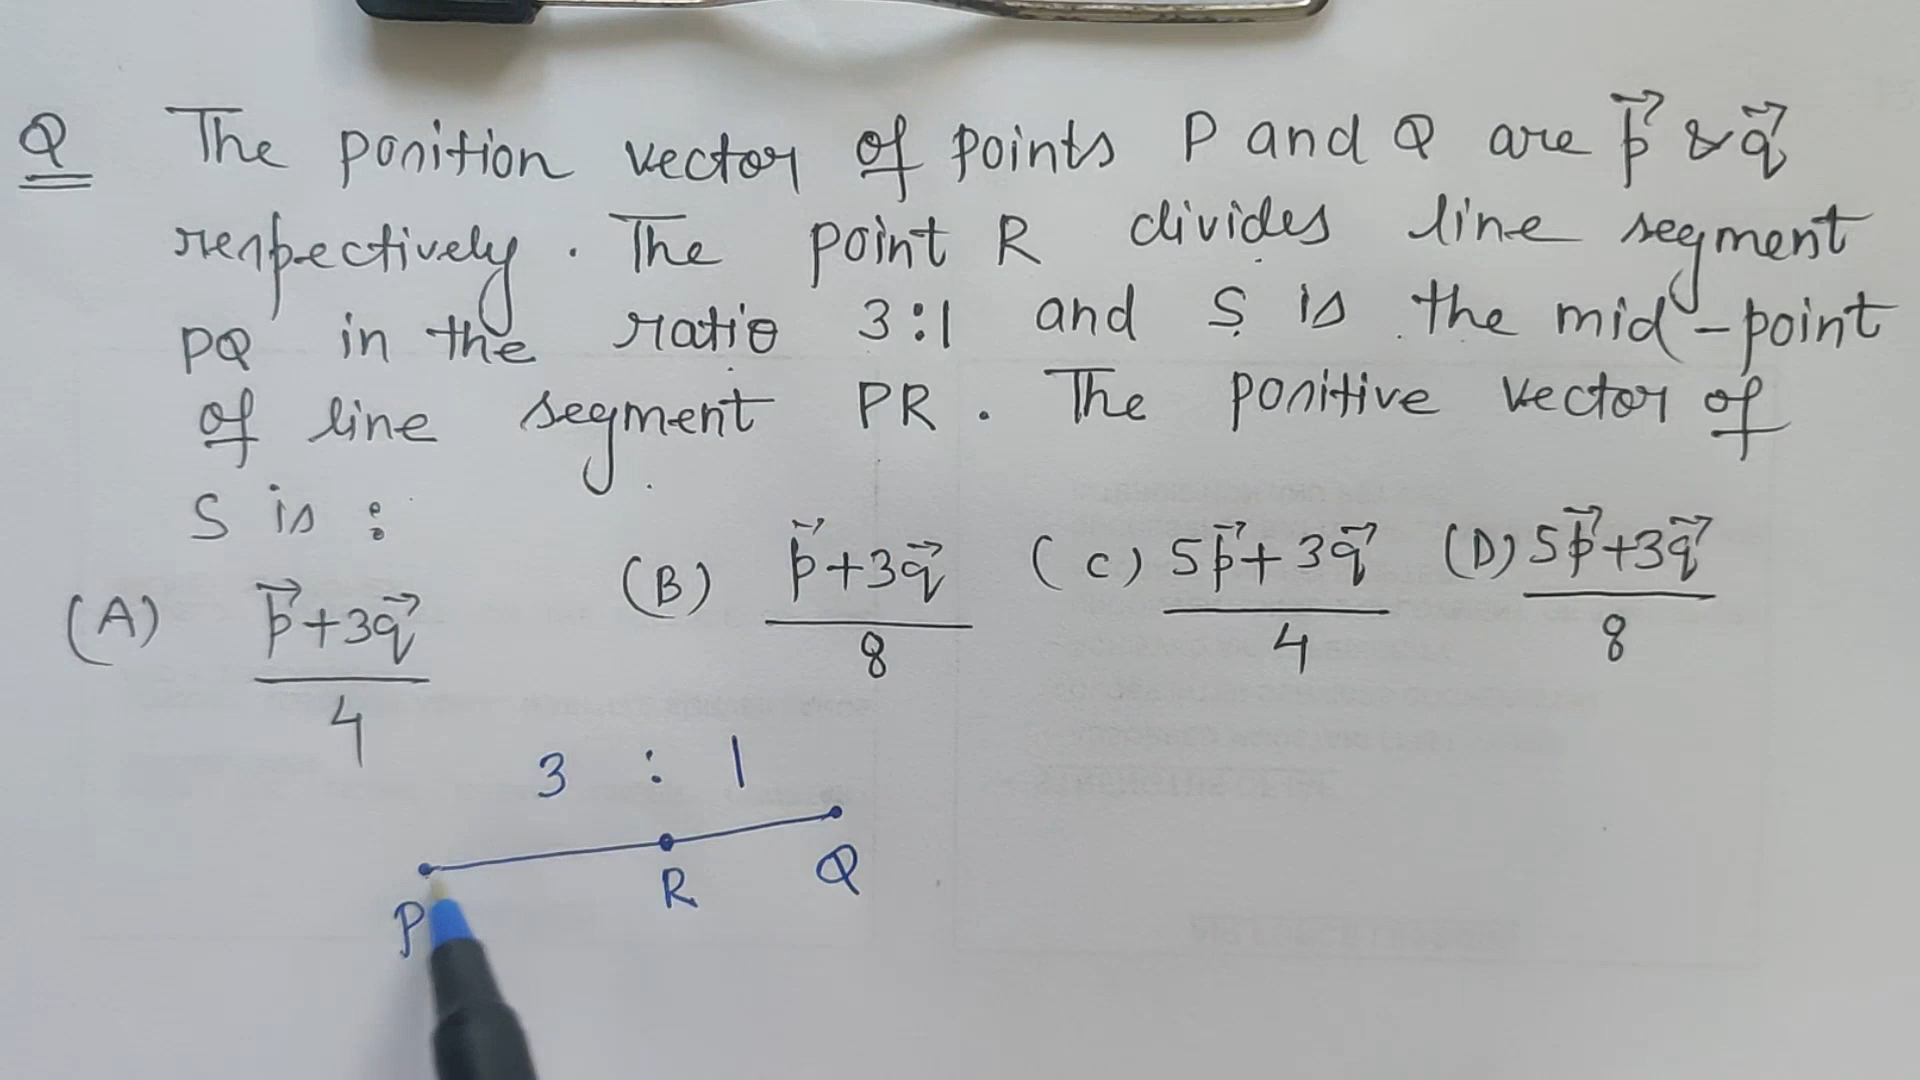 Q The position vector of points P and Q are p⃗ & q⃗
respectively. The point R divides line segment
PQ in the ratio 3:1 and S is the mid-point
of line segment PR. The positive vector of
S is :
(A) (p⃗+3q⃗)/4 (B) (p⃗+3q⃗)/8 (C) (5p⃗+3q⃗)/4 (D) (5p⃗+3q⃗)/8
3 : 1
P R Q